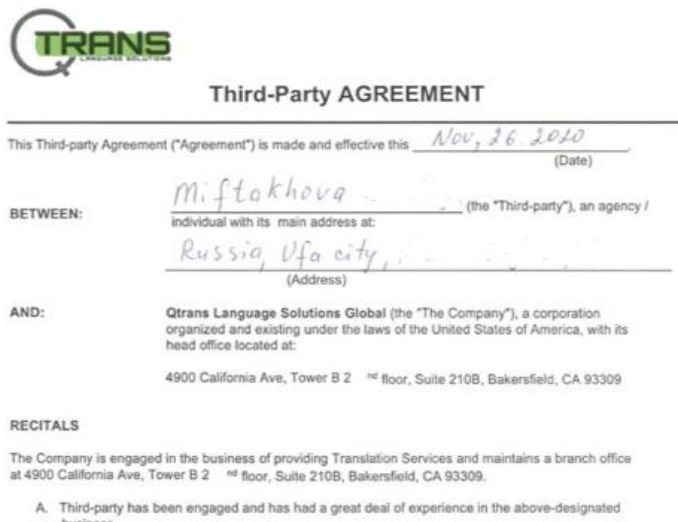 QTRANS
LANGUAGE SOLUTIONS
Third-Party AGREEMENT
This Third-party Agreement ("Agreement") is made and effective this Nov, 26. 2020
(Date)
BETWEEN: Miftakhova (the "Third-party"), an agency /
individual with its main address at:
Russia, Ufa city,
(Address)
AND: Qtrans Language Solutions Global (the "The Company"), a corporation
organized and existing under the laws of the United States of America, with its
head office located at:
4900 California Ave, Tower B 2 nd floor, Suite 210B, Bakersfield, CA 93309
RECITALS
The Company is engaged in the business of providing Translation Services and maintains a branch office
at 4900 California Ave, Tower B 2 nd floor, Suite 210B, Bakersfield, CA 93309.
A. Third-party has been engaged and has had a great deal of experience in the above-designated